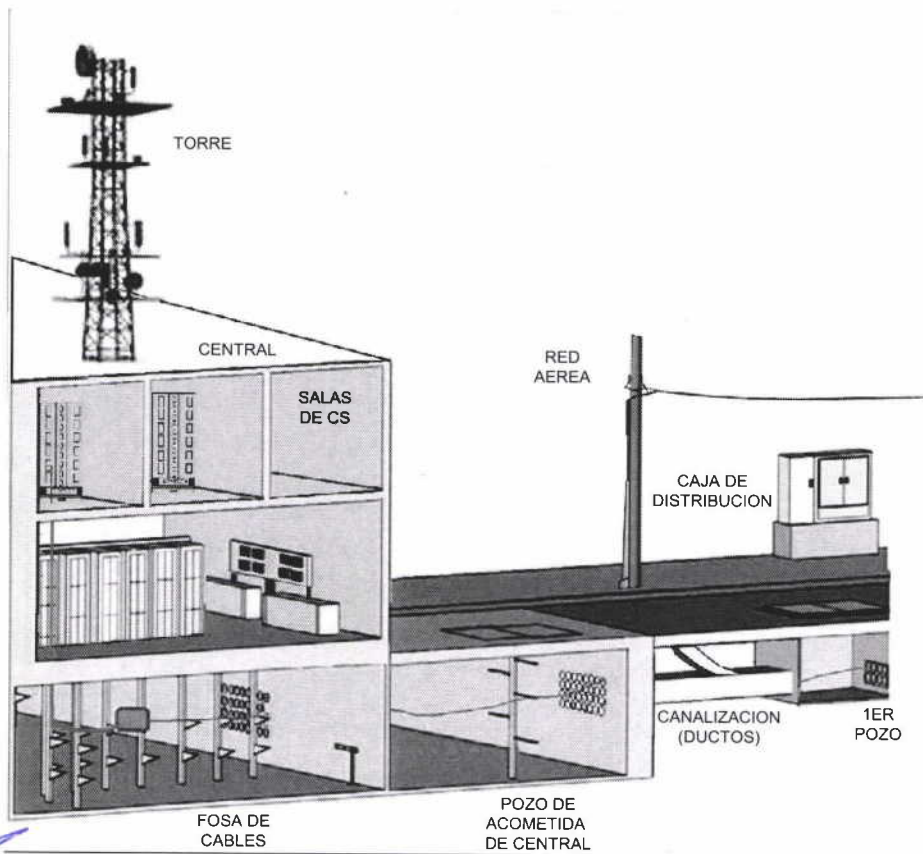 TORRE
CENTRAL
SALAS
DE CS
RED
AEREA
CAJA DE
DISTRIBUCION
CANALIZACION
(DUCTOS)
1ER
POZO
FOSA DE
CABLES
POZO DE
ACOMETIDA
DE CENTRAL